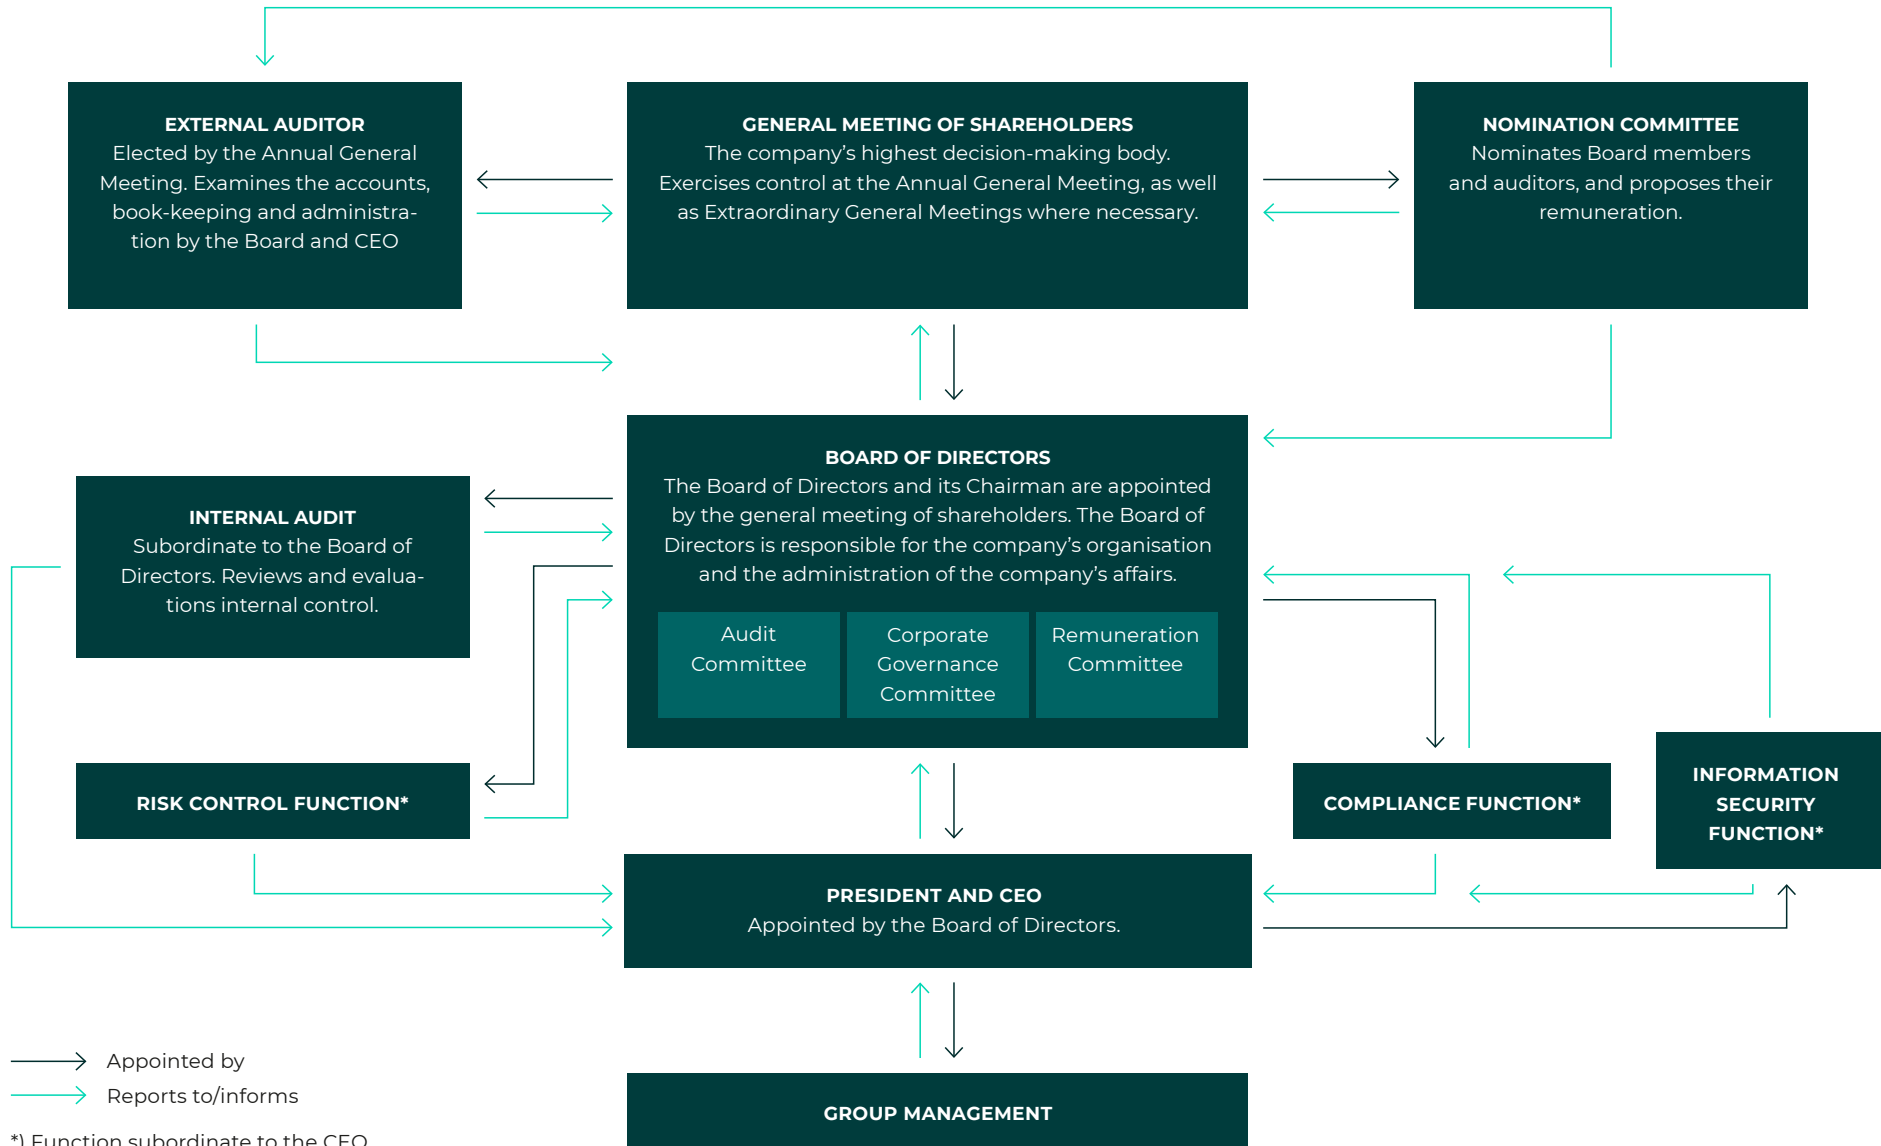 EXTERNAL AUDITOR
Elected by the Annual General
Meeting. Examines the accounts,
book-keeping and administra-
tion by the Board and CEO
GENERAL MEETING OF SHAREHOLDERS
The company’s highest decision-making body.
Exercises control at the Annual General Meeting, as well
as Extraordinary General Meetings where necessary.
NOMINATION COMMITTEE
Nominates Board members
and auditors, and proposes their
remuneration.
BOARD OF DIRECTORS
The Board of Directors and its Chairman are appointed
by the general meeting of shareholders. The Board of
Directors is responsible for the company’s organisation
and the administration of the company’s affairs.
Audit
Committee
Corporate
Governance
Committee
Remuneration
Committee
INTERNAL AUDIT
Subordinate to the Board of
Directors. Reviews and evalua-
tions internal control.
RISK CONTROL FUNCTION*
COMPLIANCE FUNCTION*
INFORMATION
SECURITY
FUNCTION*
PRESIDENT AND CEO
Appointed by the Board of Directors.
GROUP MANAGEMENT
Appointed by
Reports to/informs
*) Function subordinate to the CEO